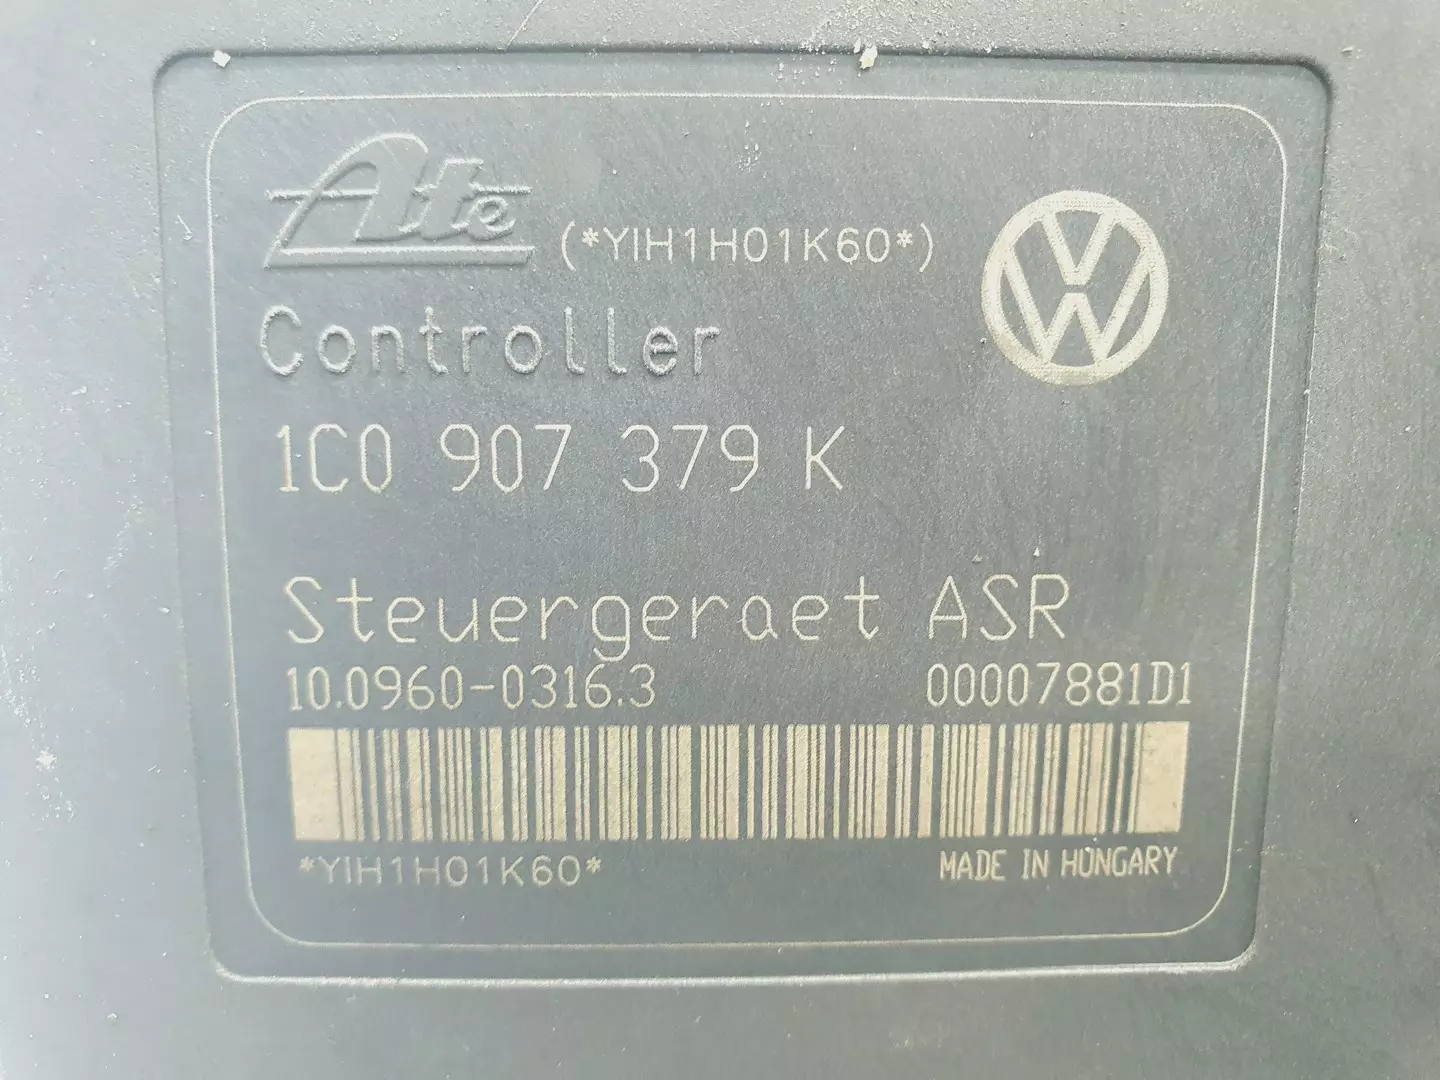 Ate (*YIH1H01K60*)
Controller
1C0 907 379 K
Steuergeraet ASR
10.0960-0316.3 00007881D1
*YIH1H01K60* MADE IN HUNGARY